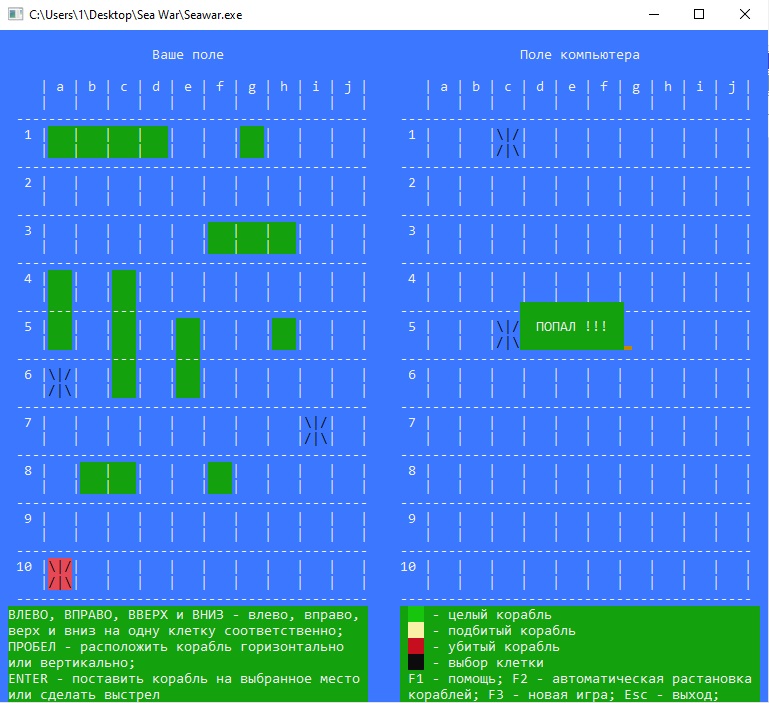 C:\Users\1\Desktop\Sea War\Seawar.exe
Ваше поле
Поле компьютера
| a | b | c | d | e | f | g | h | i | j |
| a | b | c | d | e | f | g | h | i | j |
1
1
2
2
3
3
4
4
5
5
ПОПАЛ !!!
6
6
7
7
8
8
9
9
10
10
ВЛЕВО, ВПРАВО, ВВЕРХ и ВНИЗ - влево, вправо,
верх и вниз на одну клетку соответственно;
ПРОБЕЛ - расположить корабль горизонтально
или вертикально;
ENTER - поставить корабль на выбранное место
или сделать выстрел
- целый корабль
- подбитый корабль
- убитый корабль
- выбор клетки
F1 - помощь; F2 - автоматическая растановка
кораблей; F3 - новая игра; Esc - выход;